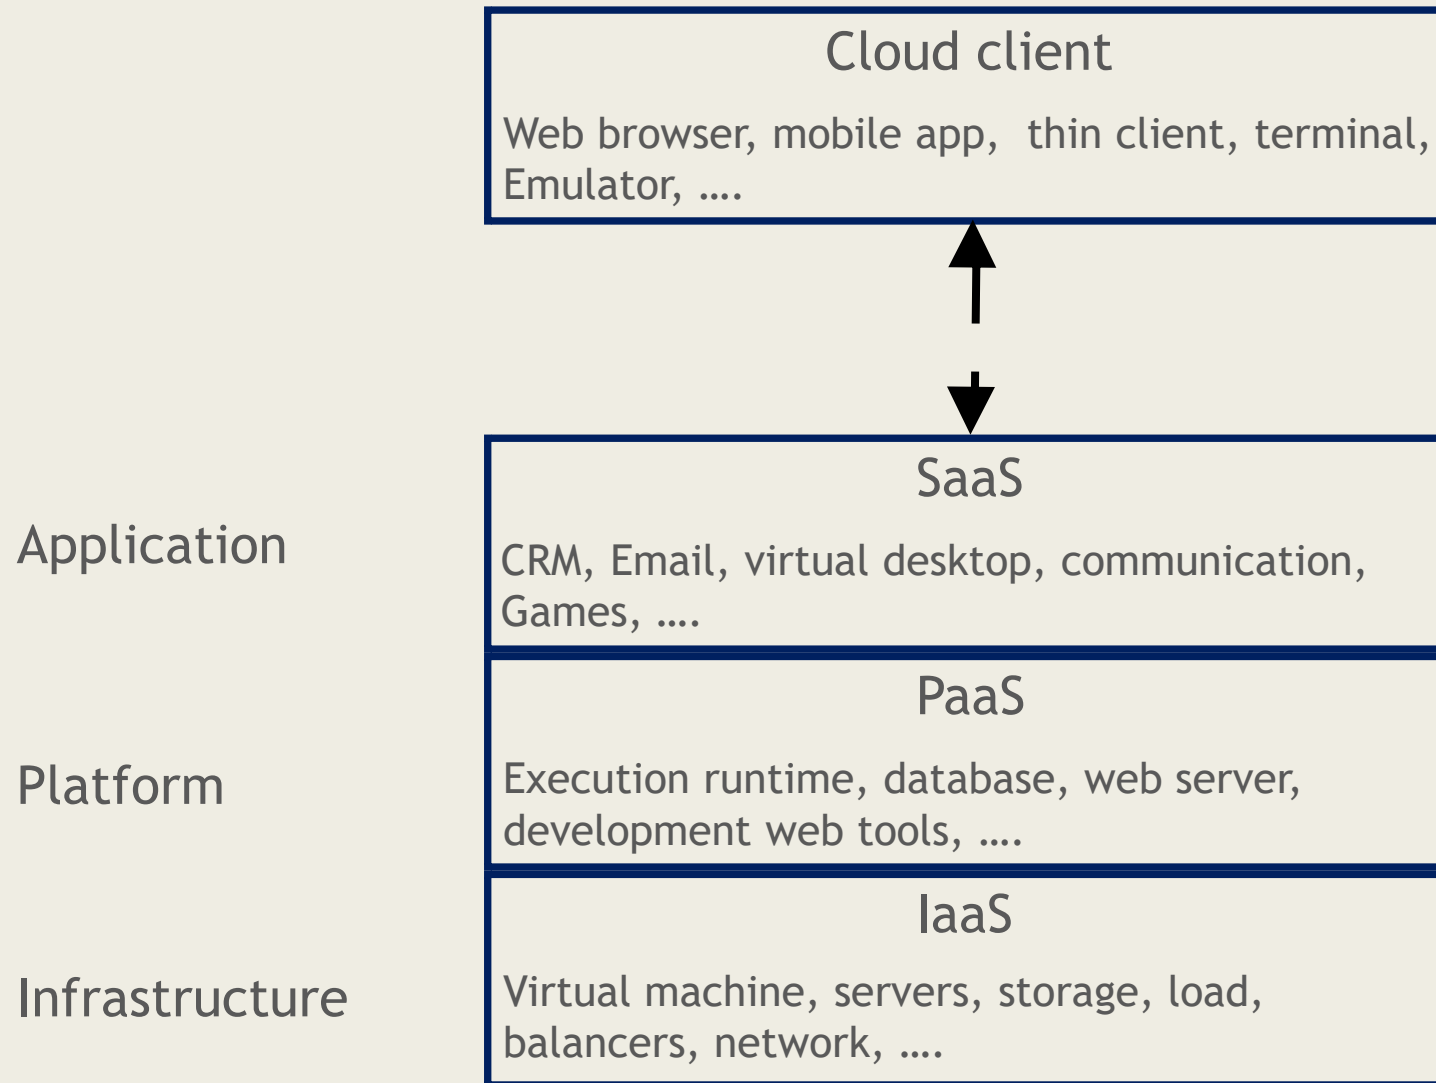 Cloud client
Web browser, mobile app,  thin client, terminal,
Emulator, ….
SaaS
Application
CRM, Email, virtual desktop, communication,
Games, ….
PaaS
Platform
Execution runtime, database, web server,
development web tools, ….
IaaS
Infrastructure
Virtual machine, servers, storage, load,
balancers, network, ….